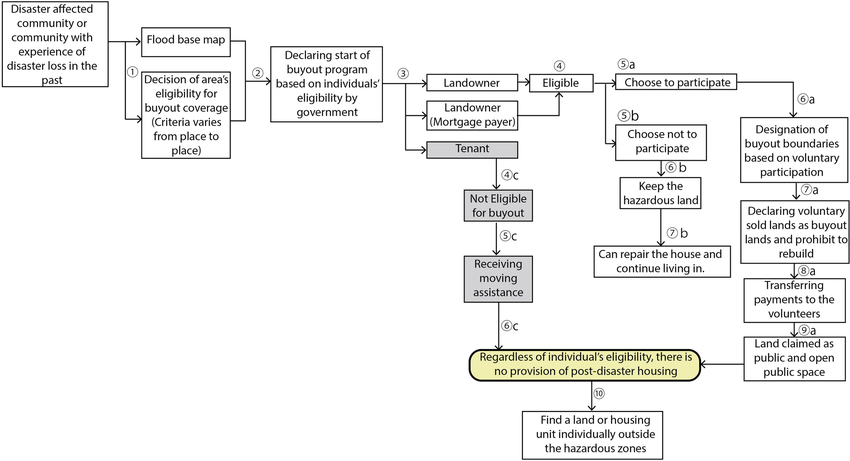 Disaster affected
community or
community with
experience of
disaster loss in the
past
①
Flood base map
Decision of area's
eligibility for
buyout coverage
(Criteria varies
from place to
place)
②
Declaring start of
buyout program
based on individuals'
eligibility by
government
③
Landowner
Landowner
(Mortgage payer)
Tenant
④
Eligible
④c
Not Eligible
for buyout
⑤c
Receiving
moving
assistance
⑥c
⑤a
Choose to participate
⑤b
Choose not to
participate
⑥b
Keep the
hazardous land
⑦b
Can repair the house and
continue living in.
⑥a
Designation of
buyout boundaries
based on voluntary
participation
⑦a
Declaring voluntary
sold lands as buyout
lands and prohibit to
rebuild
⑧a
Transferring
payments to the
volunteers
⑨a
Land claimed as
public and open
public space
Regardless of individual's eligibility, there is
no provision of post-disaster housing
⑩
Find a land or housing
unit individually outside
the hazardous zones